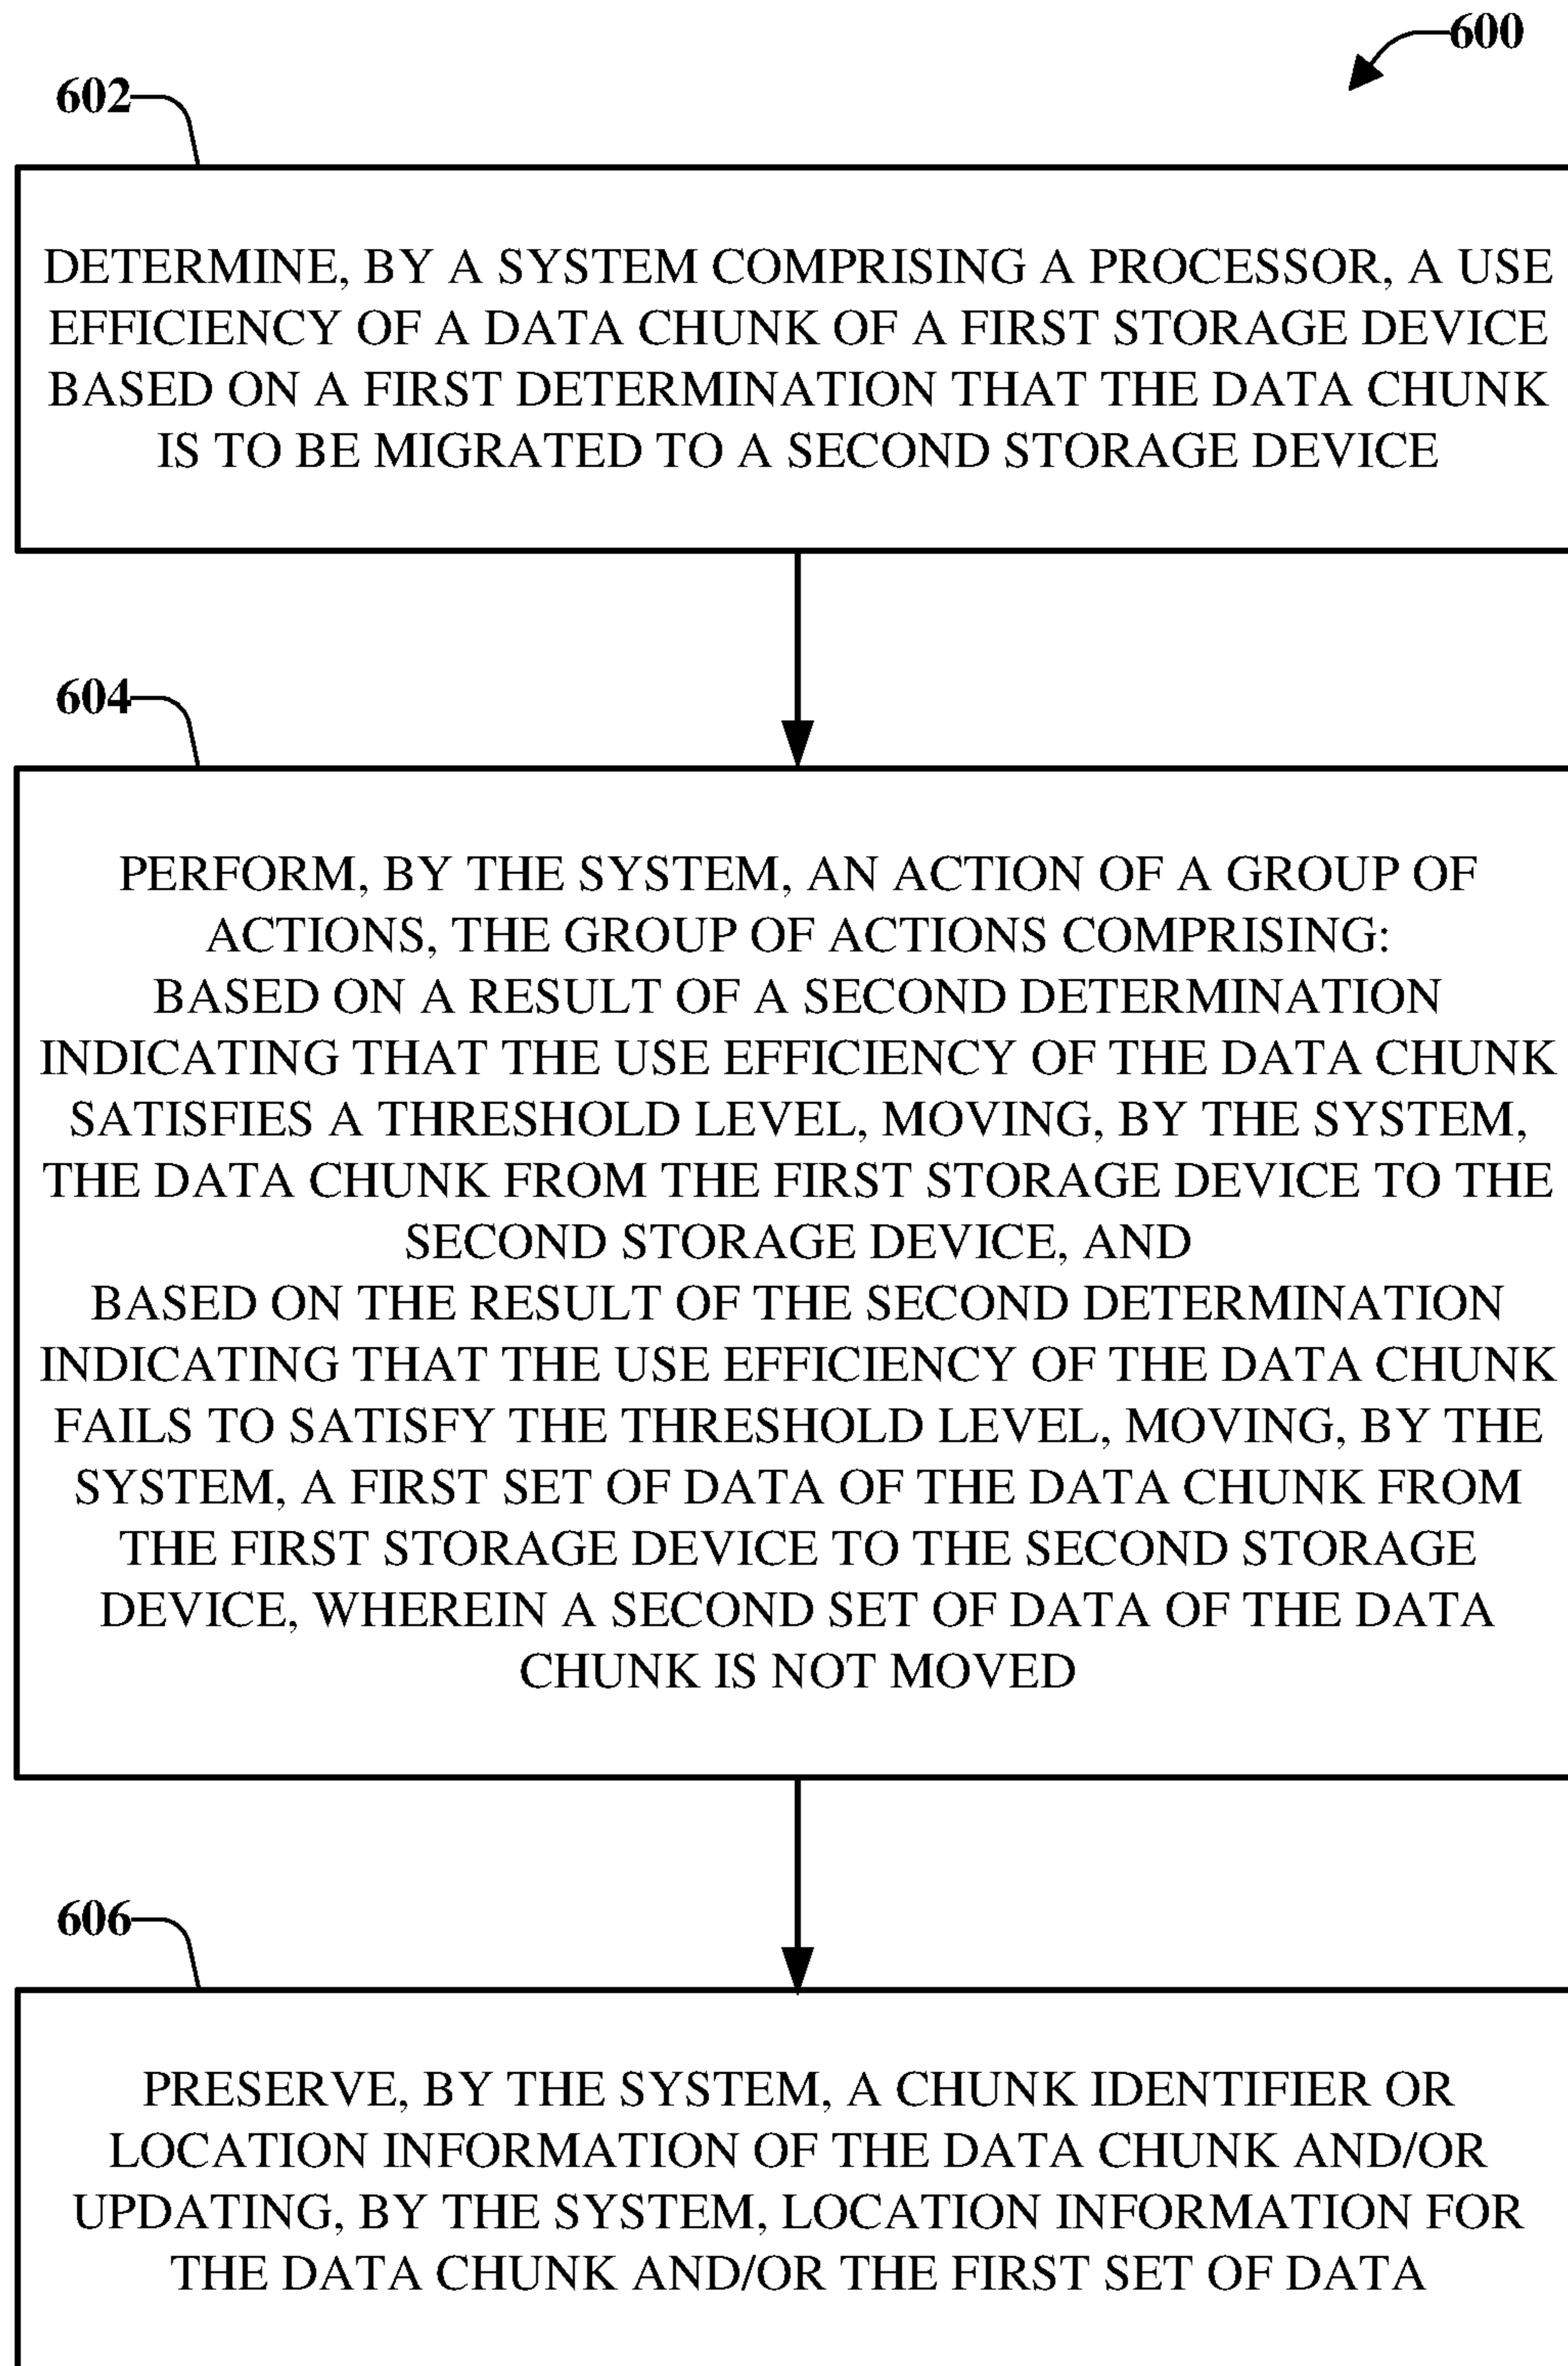 600
602
DETERMINE, BY A SYSTEM COMPRISING A PROCESSOR, A USE
EFFICIENCY OF A DATA CHUNK OF A FIRST STORAGE DEVICE
BASED ON A FIRST DETERMINATION THAT THE DATA CHUNK
IS TO BE MIGRATED TO A SECOND STORAGE DEVICE
604
PERFORM, BY THE SYSTEM, AN ACTION OF A GROUP OF
ACTIONS, THE GROUP OF ACTIONS COMPRISING:
BASED ON A RESULT OF A SECOND DETERMINATION
INDICATING THAT THE USE EFFICIENCY OF THE DATA CHUNK
SATISFIES A THRESHOLD LEVEL, MOVING, BY THE SYSTEM,
THE DATA CHUNK FROM THE FIRST STORAGE DEVICE TO THE
SECOND STORAGE DEVICE, AND
BASED ON THE RESULT OF THE SECOND DETERMINATION
INDICATING THAT THE USE EFFICIENCY OF THE DATA CHUNK
FAILS TO SATISFY THE THRESHOLD LEVEL, MOVING, BY THE
SYSTEM, A FIRST SET OF DATA OF THE DATA CHUNK FROM
THE FIRST STORAGE DEVICE TO THE SECOND STORAGE
DEVICE, WHEREIN A SECOND SET OF DATA OF THE DATA
CHUNK IS NOT MOVED
606
PRESERVE, BY THE SYSTEM, A CHUNK IDENTIFIER OR
LOCATION INFORMATION OF THE DATA CHUNK AND/OR
UPDATING, BY THE SYSTEM, LOCATION INFORMATION FOR
THE DATA CHUNK AND/OR THE FIRST SET OF DATA